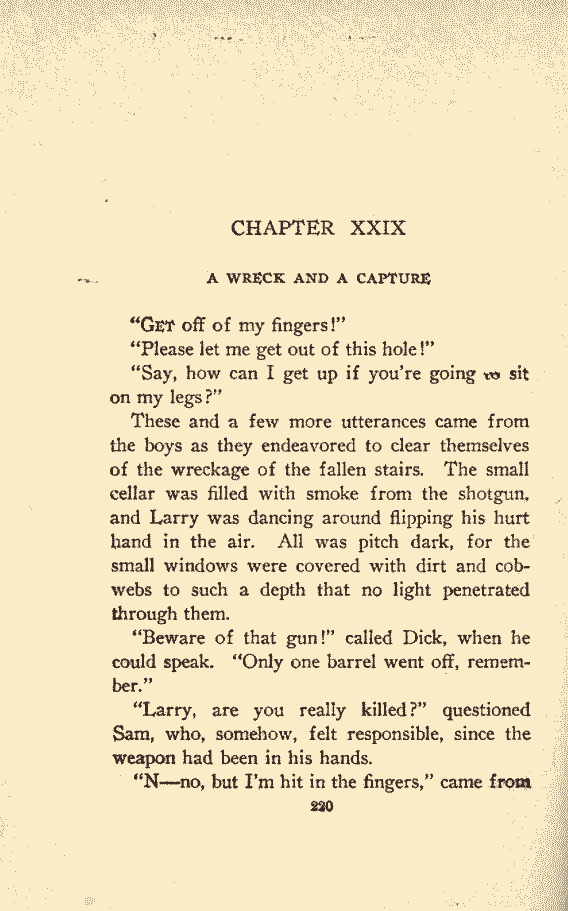 CHAPTER XXIX
A WRECK AND A CAPTURE
“GET off of my fingers!”
“Please let me get out of this hole!”
“Say, how can I get up if you're going to sit
on my legs?”
These and a few more utterances came from
the boys as they endeavored to clear themselves
of the wreckage of the fallen stairs. The small
cellar was filled with smoke from the shotgun,
and Larry was dancing around flipping his hurt
hand in the air. All was pitch dark, for the
small windows were covered with dirt and cob-
webs to such a depth that no light penetrated
through them.
“Beware of that gun!” called Dick, when he
could speak. “Only one barrel went off, remem-
ber.”
“Larry, are you really killed?” questioned
Sam, who, somehow, felt responsible, since the
weapon had been in his hands.
“N—no, but I'm hit in the fingers,” came from
220